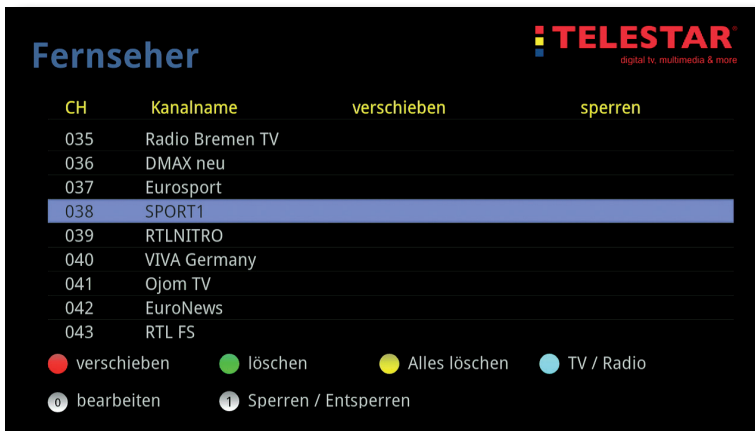 Fernseher
TELESTAR
digital tv, multimedia & more
CH Kanalname verschieben sperren
035 Radio Bremen TV
036 DMAX neu
037 Eurosport
038 SPORT1
039 RTLNITRO
040 VIVA Germany
041 Ojom TV
042 EuroNews
043 RTL FS
verschieben löschen Alles löschen TV / Radio
0 bearbeiten 1 Sperren / Entsperren